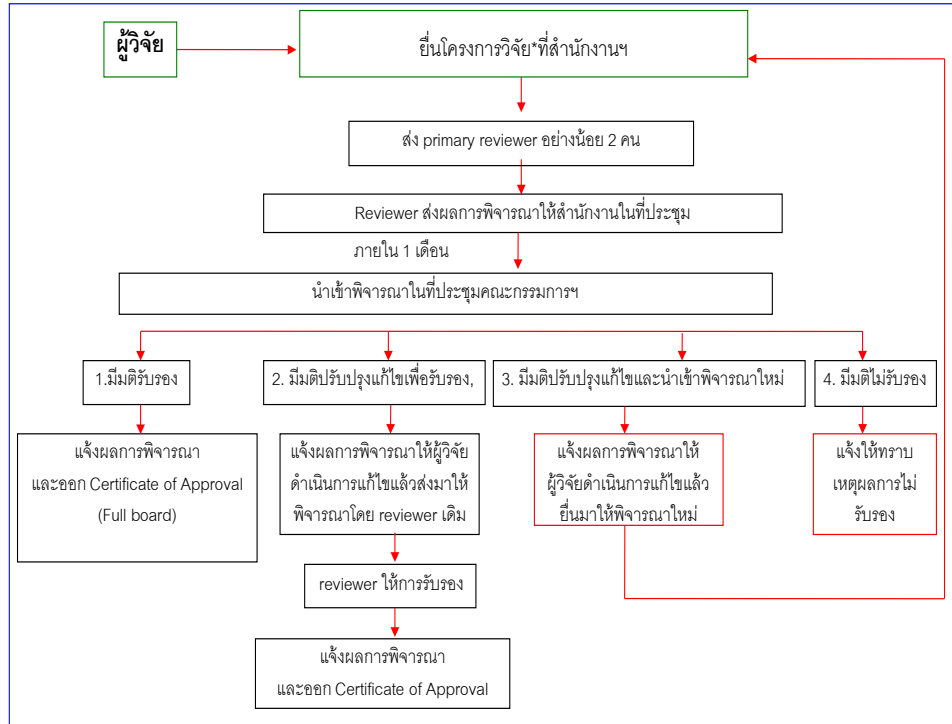 ผู้วิจัย
ยื่นโครงการวิจัย*ที่สำนักงานฯ
ส่ง primary reviewer อย่างน้อย 2 คน
Reviewer ส่งผลการพิจารณาให้สำนักงานในที่ประชุม
ภายใน 1 เดือน
นำเข้าพิจารณาในที่ประชุมคณะกรรมการฯ
1.มีมติรับรอง
2. มีมติปรับปรุงแก้ไขเพื่อรับรอง,
3. มีมติปรับปรุงแก้ไขและนำเข้าพิจารณาใหม่
4. มีมติไม่รับรอง
แจ้งผลการพิจารณา
และออก Certificate of Approval
(Full board)
แจ้งผลการพิจารณาให้ผู้วิจัย
ดำเนินการแก้ไขแล้วส่งมาให้
พิจารณาโดย reviewer เดิม
แจ้งผลการพิจารณาให้
ผู้วิจัยดำเนินการแก้ไขแล้ว
ยื่นมาให้พิจารณาใหม่
แจ้งให้ทราบ
เหตุผลการไม่
รับรอง
reviewer ให้การรับรอง
แจ้งผลการพิจารณา
และออก Certificate of Approval